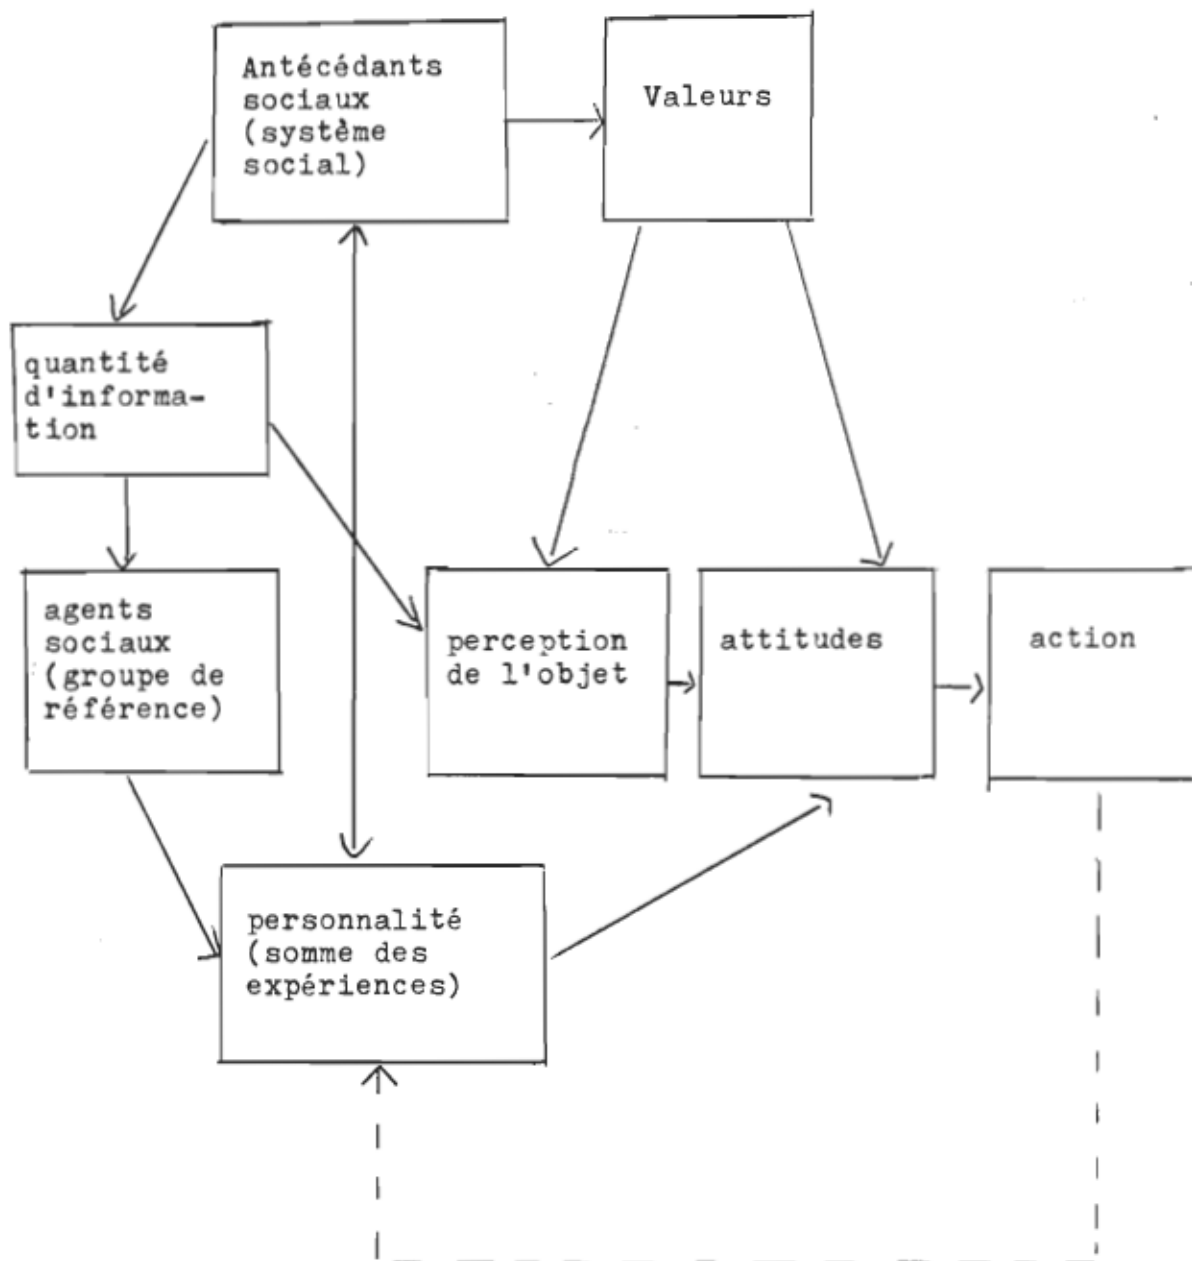 Antécédants
sociaux
(système
social)
Valeurs
quantité
d'informa-
tion
agents
sociaux
(groupe de
référence)
perception
de l'objet
attitudes
action
personnalité
(somme des
expériences)